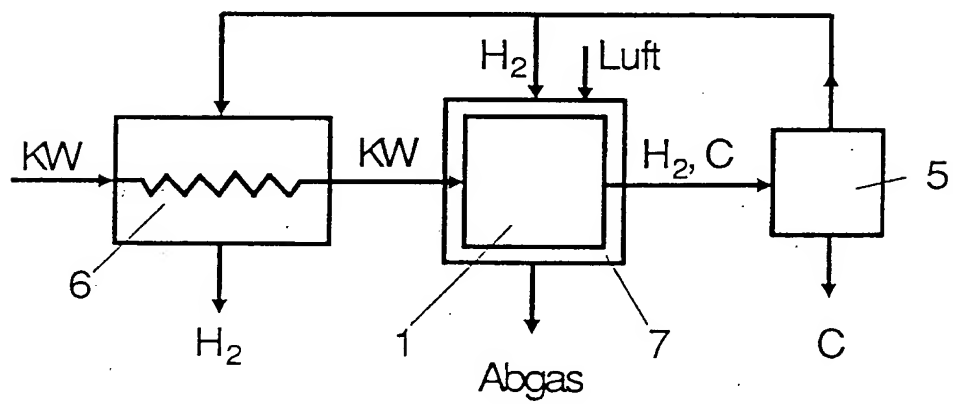 H₂ Luft
KW KW H₂, C 5
6 H₂ 1 7 C
Abgas